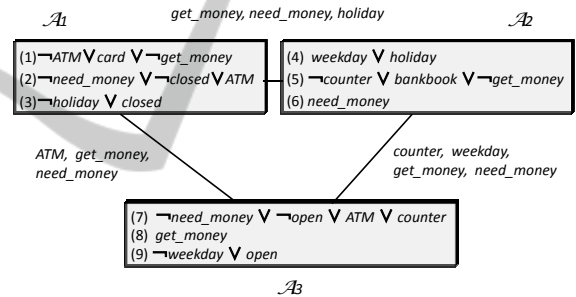 get_money, need_money, holiday
A1
A2
(1) ¬ATM ∨ card ∨ ¬get_money
(2) ¬need_money ∨ ¬closed ∨ ATM
(3) ¬holiday ∨ closed
(4) weekday ∨ holiday
(5) ¬counter ∨ bankbook ∨ ¬get_money
(6) need_money
ATM, get_money,
need_money
counter, weekday,
get_money, need_money
(7) ¬need_money ∨ ¬open ∨ ATM ∨ counter
(8) get_money
(9) ¬weekday ∨ open
A3